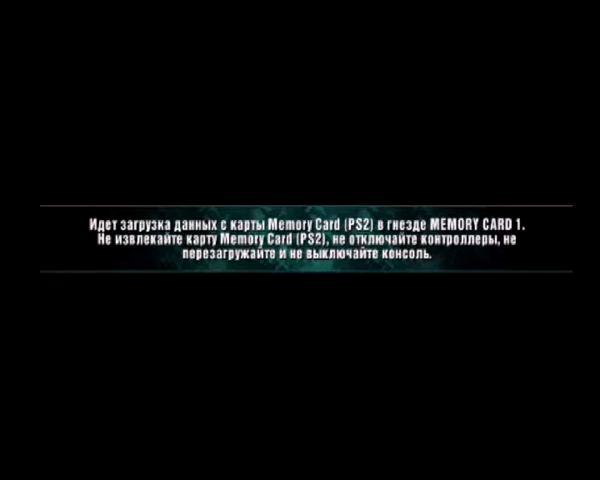 Идет загрузка данных с карты Memory Card (PS2) в гнезде MEMORY CARD 1.
Не извлекайте карту Memory Card (PS2), не отключайте контроллеры, не
перезагружайте и не выключайте консоль.